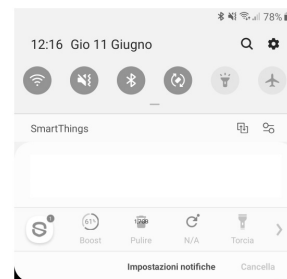 78%
12:16 Gio 11 Giugno
SmartThings
61%
Boost Pulire N/A Torcia
Impostazioni notifiche Cancella